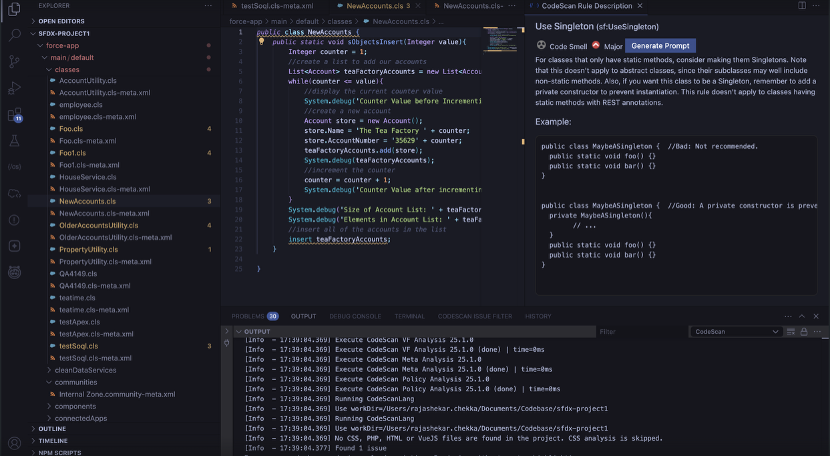 EXPLORER
OPEN EDITORS
SFDX-PROJECT1
force-app
main/default
classes
AccountUtility.cls
AccountUtility.cls-meta.xml
employee.cls
employee.cls-meta.xml
Foo.cls 4
Foo.cls-meta.xml
Foo1.cls 4
Foo1.cls-meta.xml
HouseService.cls
HouseService.cls-meta.xml
NewAccounts.cls 3
NewAccounts.cls-meta.xml
OlderAccountsUtility.cls 4
OlderAccountsUtility.cls-meta.xml
PropertyUtility.cls 1
PropertyUtility.cls-meta.xml
QA4149.cls
QA4149.cls-meta.xml
teatime.cls
teatime.cls-meta.xml
testApex.cls
testApex.cls-meta.xml
testSoql.cls 3
testSoql.cls-meta.xml
cleanDataServices
communities
Internal Zone.community-meta.xml
components
connectedApps
OUTLINE
TIMELINE
NPM SCRIPTS
11
testSoql.cls-meta.xml
NewAccounts.cls 3
NewAccounts.cls-
force-app > main > default > classes > NewAccounts.cls > ...
1 public class NewAccounts {
2 public static void sObjectsInsert(Integer value){
3 Integer counter = 1;
4 //create a list to add our accounts
5 List<Account> teaFactoryAccounts = new List<Accou
6 while(counter <= value){
7 //display the current counter value
8 System.debug('Counter Value before Incrementi
9 //create a new account
10 Account store = new Account();
11 store.Name = 'The Tea Factory ' + counter;
12 store.AccountNumber = '35629' + counter;
13 teaFactoryAccounts.add(store);
14 System.debug(teaFactoryAccounts);
15 //increment the counter
16 counter = counter + 1;
17 System.debug('Counter Value after incrementin
18 }
19 System.debug('Size of Account List: ' + teaFactor
20 System.debug('Elements in Account List: ' + teaFa
21 //insert all of the accounts in the list
22 insert teaFactoryAccounts;
23 }
24
25 }
CodeScan Rule Description
Use Singleton (sf:UseSingleton)
Code Smell Major Generate Prompt
For classes that only have static methods, consider making them Singletons. Note
that this doesn't apply to abstract classes, since their subclasses may well include
non-static methods. Also, if you want this class to be a Singleton, remember to add a
private constructor to prevent instantiation. This rule doesn't apply to classes having
static methods with REST annotations.
Example:
public class MaybeASingleton { //Bad: Not recommended.
public static void foo() {}
public static void bar() {}
}
public class MaybeASingleton { //Good: A private constructor is preve
private MaybeASingleton(){
// ...
}
public static void foo() {}
public static void bar() {}
}
PROBLEMS 30 OUTPUT DEBUG CONSOLE TERMINAL CODESCAN ISSUE FILTER HISTORY
OUTPUT Filter CodeScan
[Info - 17:39:04.369] Execute CodeScan VF Analysis 25.1.0
[Info - 17:39:04.369] Execute CodeScan VF Analysis 25.1.0 (done) | time=0ms
[Info - 17:39:04.369] Execute CodeScan Meta Analysis 25.1.0
[Info - 17:39:04.369] Execute CodeScan Meta Analysis 25.1.0 (done) | time=0ms
[Info - 17:39:04.369] Execute CodeScan Policy Analysis 25.1.0
[Info - 17:39:04.369] Execute CodeScan Policy Analysis 25.1.0 (done) | time=0ms
[Info - 17:39:04.369] Running CodeScanLang
[Info - 17:39:04.369] Use workDir=/Users/rajashekar.chekka/Documents/Codebase/sfdx-project1
[Info - 17:39:04.369] Running CodeScanLang
[Info - 17:39:04.369] Use workDir=/Users/rajashekar.chekka/Documents/Codebase/sfdx-project1
[Info - 17:39:04.369] No CSS, PHP, HTML or VueJS files are found in the project. CSS analysis is skipped.
[Info - 17:39:04.377] Found 1 issue